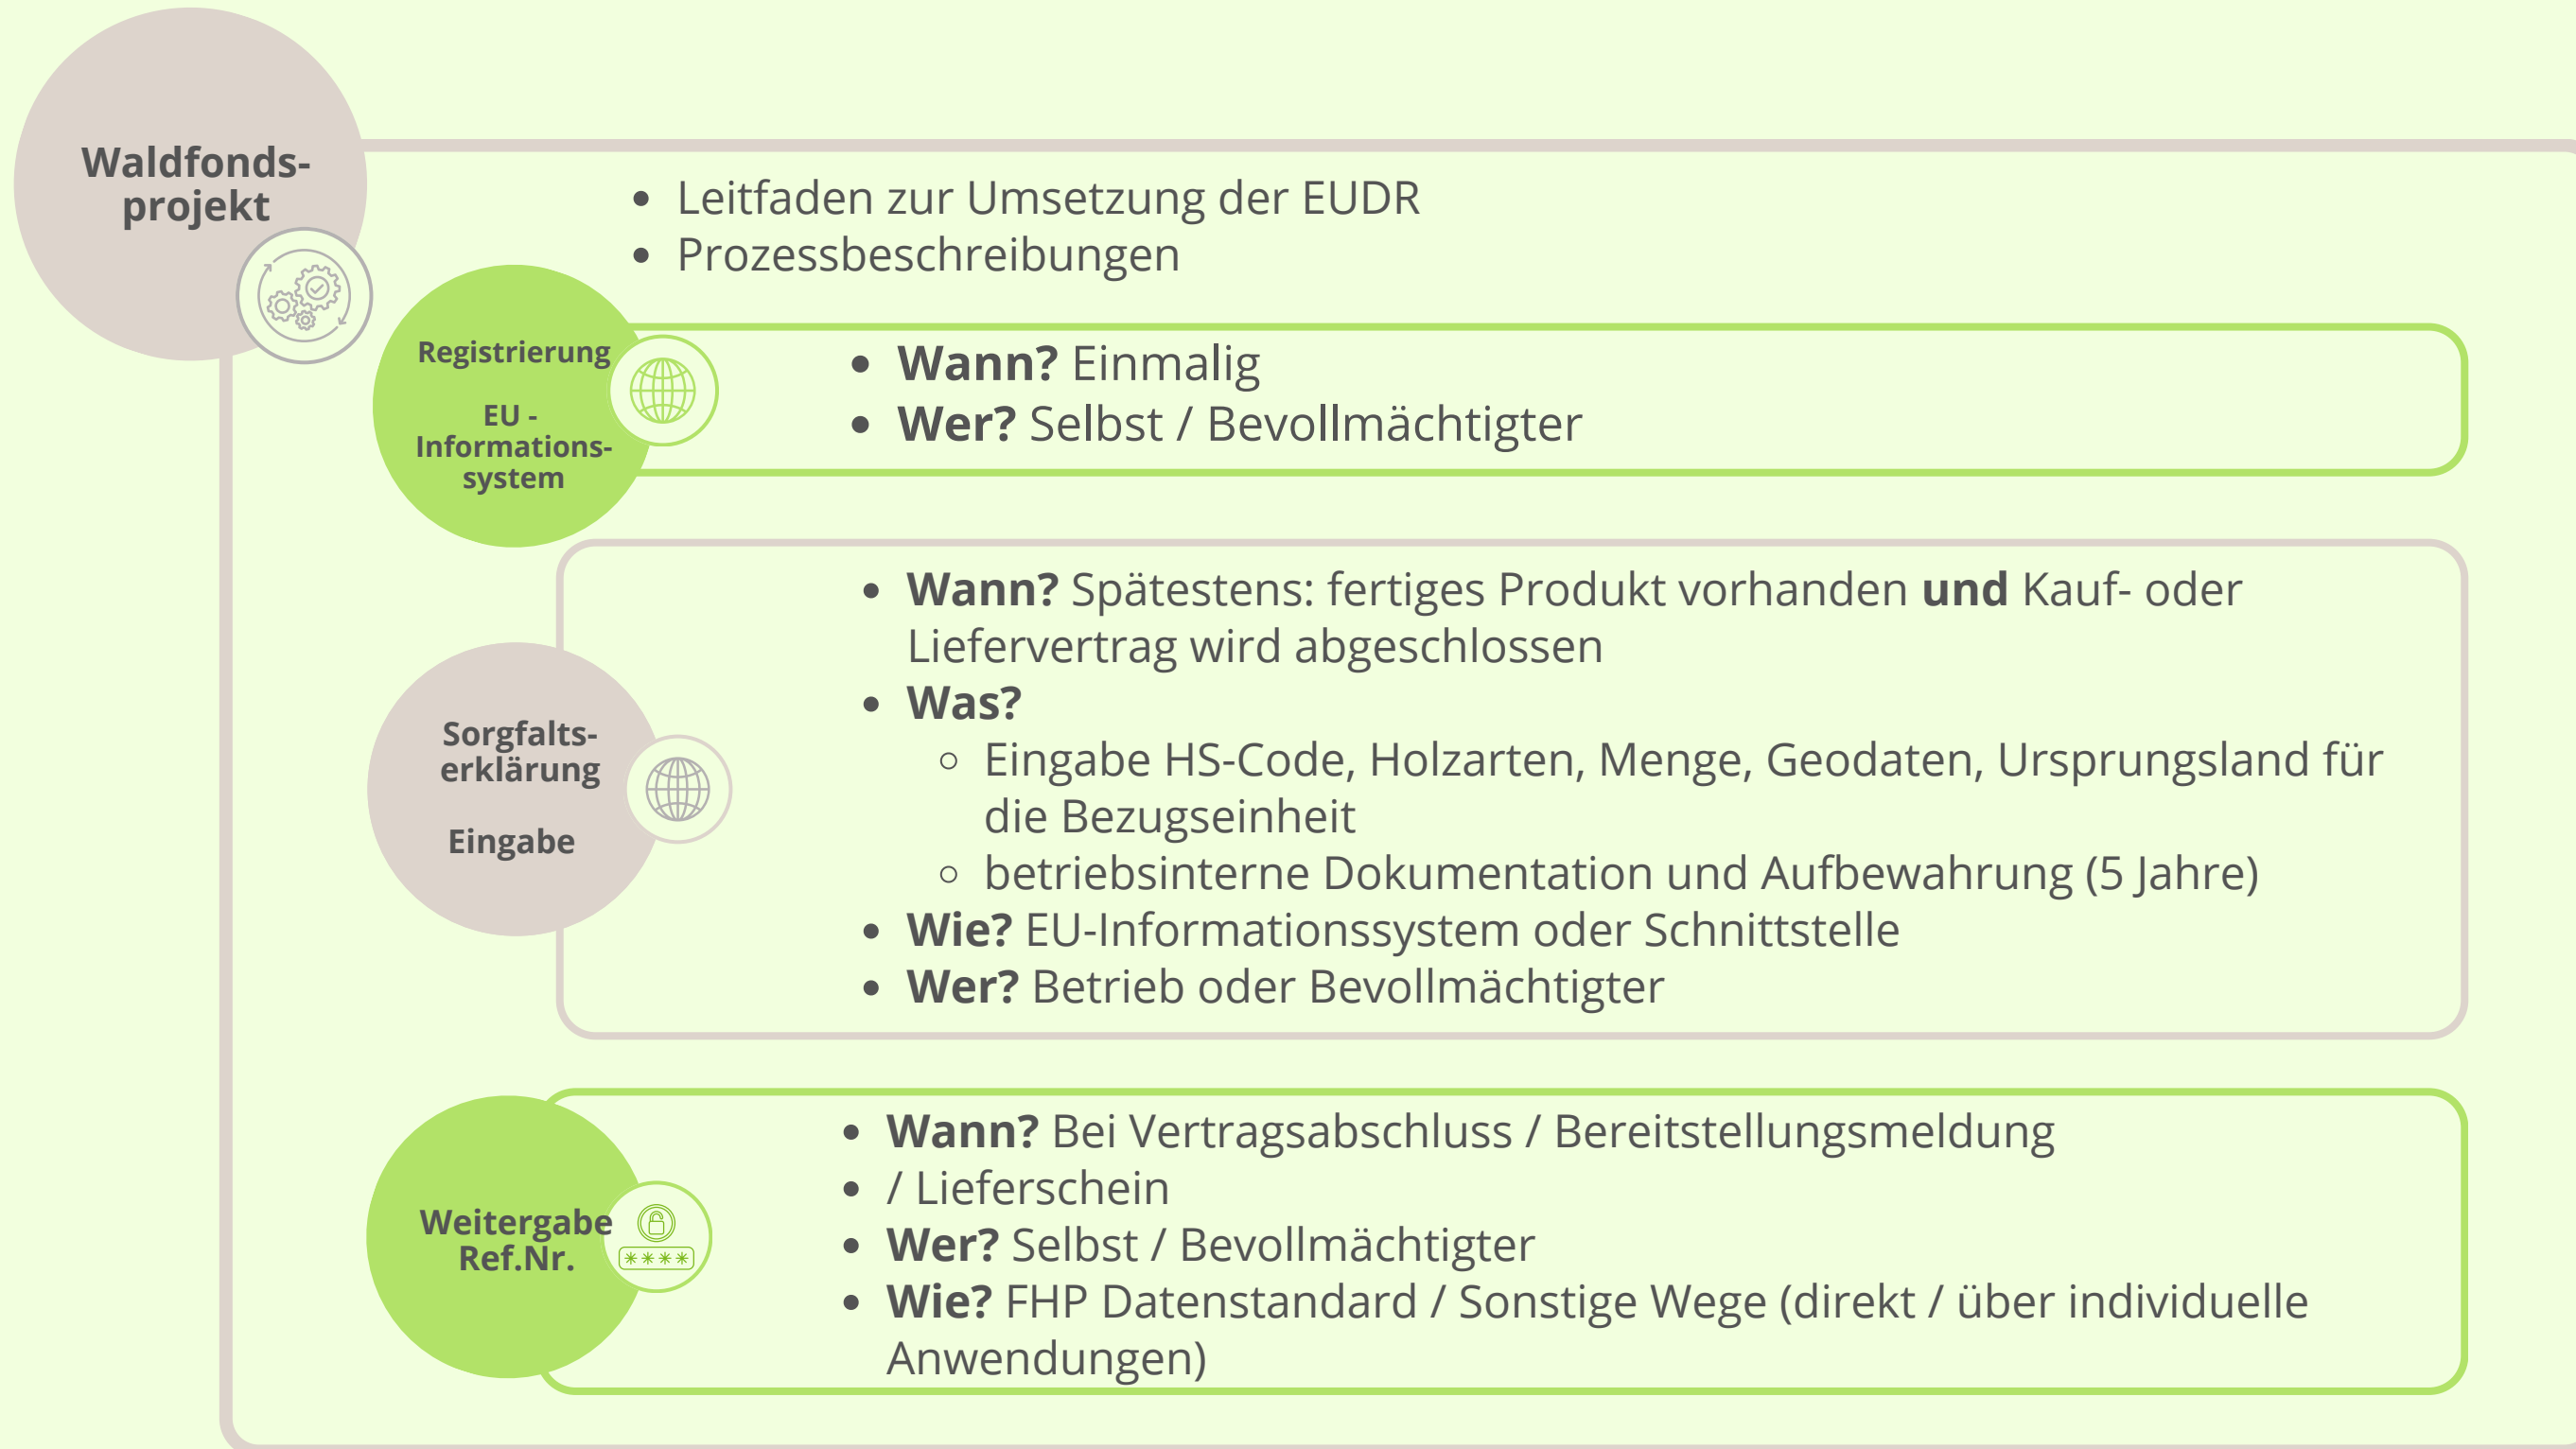 Waldfonds-
projekt
• Leitfaden zur Umsetzung der EUDR
• Prozessbeschreibungen
Registrierung
EU -
Informations-
system
• Wann? Einmalig
• Wer? Selbst / Bevollmächtigter
Sorgfalts-
erklärung
Eingabe
• Wann? Spätestens: fertiges Produkt vorhanden und Kauf- oder
Liefervertrag wird abgeschlossen
• Was?
◦ Eingabe HS-Code, Holzarten, Menge, Geodaten, Ursprungsland für
die Bezugseinheit
◦ betriebsinterne Dokumentation und Aufbewahrung (5 Jahre)
• Wie? EU-Informationssystem oder Schnittstelle
• Wer? Betrieb oder Bevollmächtigter
Weitergabe
Ref.Nr.
****
• Wann? Bei Vertragsabschluss / Bereitstellungsmeldung
• / Lieferschein
• Wer? Selbst / Bevollmächtigter
• Wie? FHP Datenstandard / Sonstige Wege (direkt / über individuelle
Anwendungen)